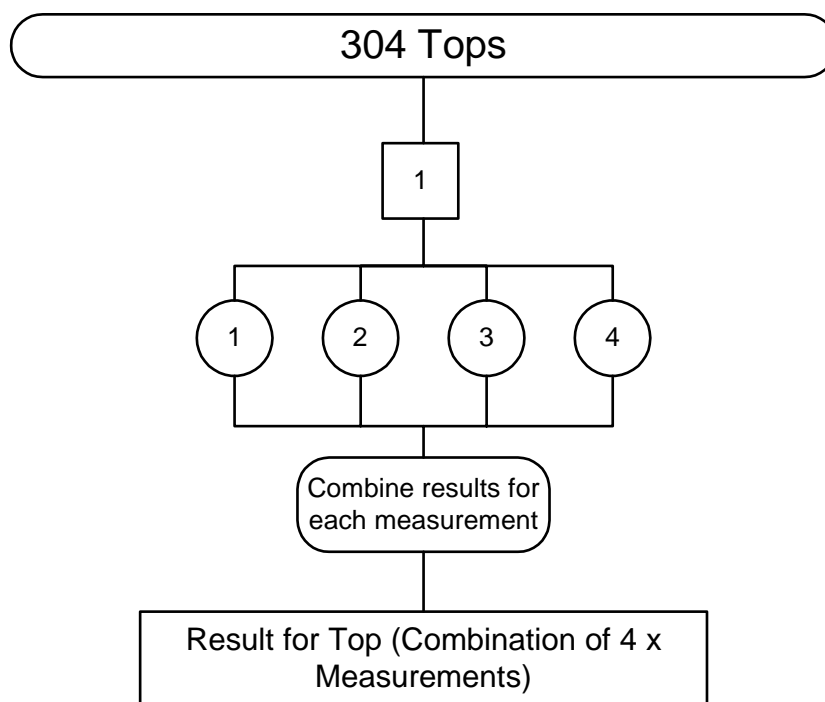 304 Tops
1
1 2 3 4
Combine results for
each measurement
Result for Top (Combination of 4 x
Measurements)